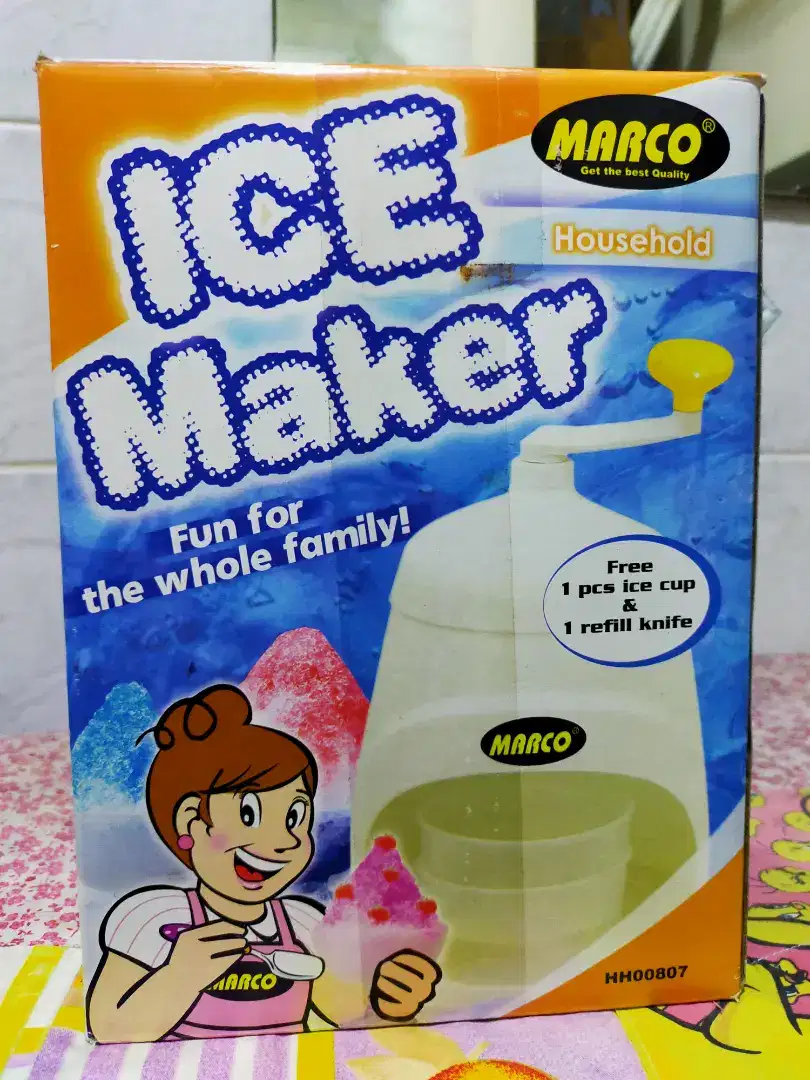 ICE
Maker
MARCO®
Get the best Quality
Household
Fun for
the whole family!
Free
1 pcs ice cup
&
1 refill knife
MARCO®
MARCO
HH00807